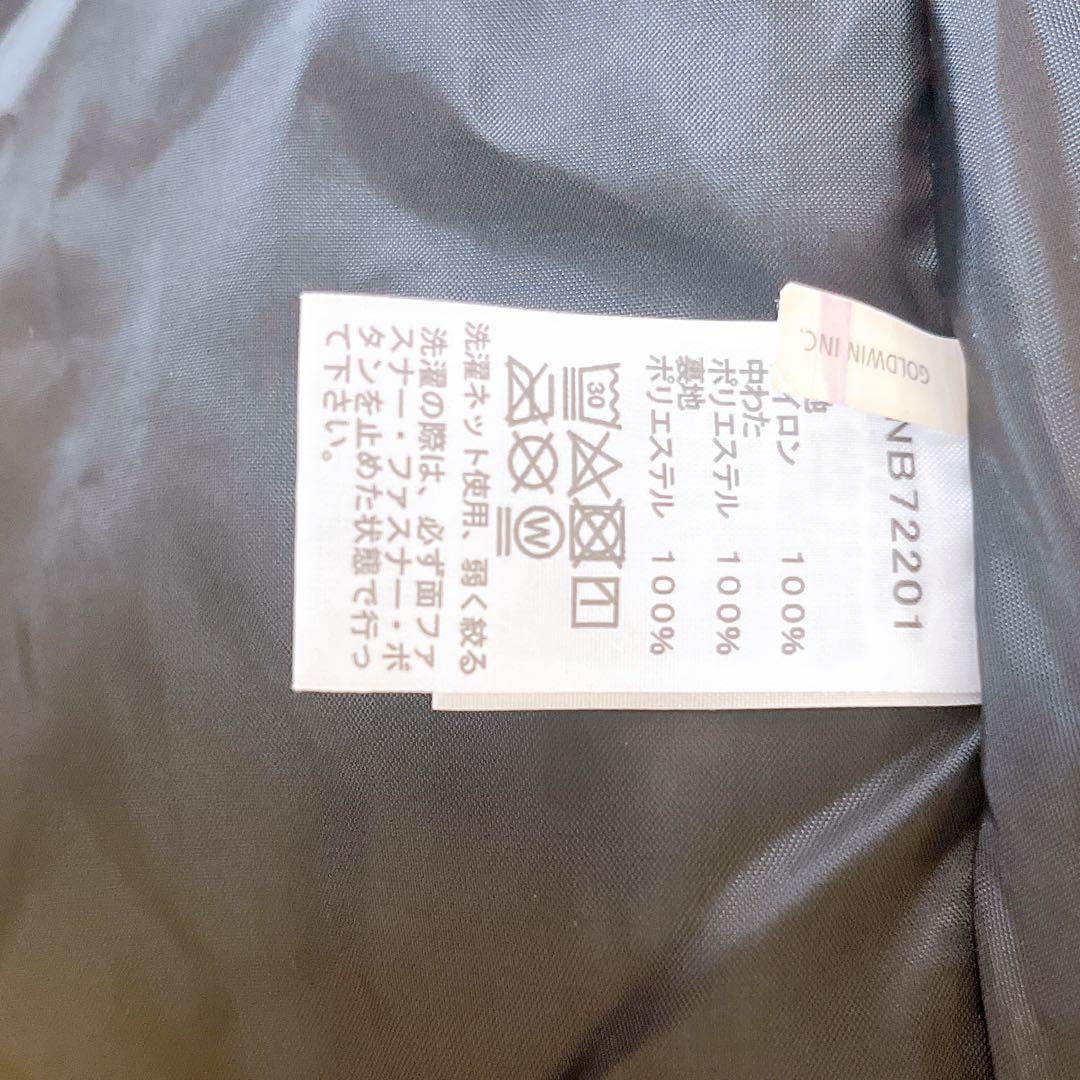 GOLDWIN INC.
NB72201
イロン 100%
中わた
ポリエステル 100%
裏地
ポリエステル 100%
30
W
洗濯ネット使用、弱く絞る
洗濯の際は、必ず面ファ
スナー・ファスナー・ボ
タンを止めた状態で行っ
て下さい。